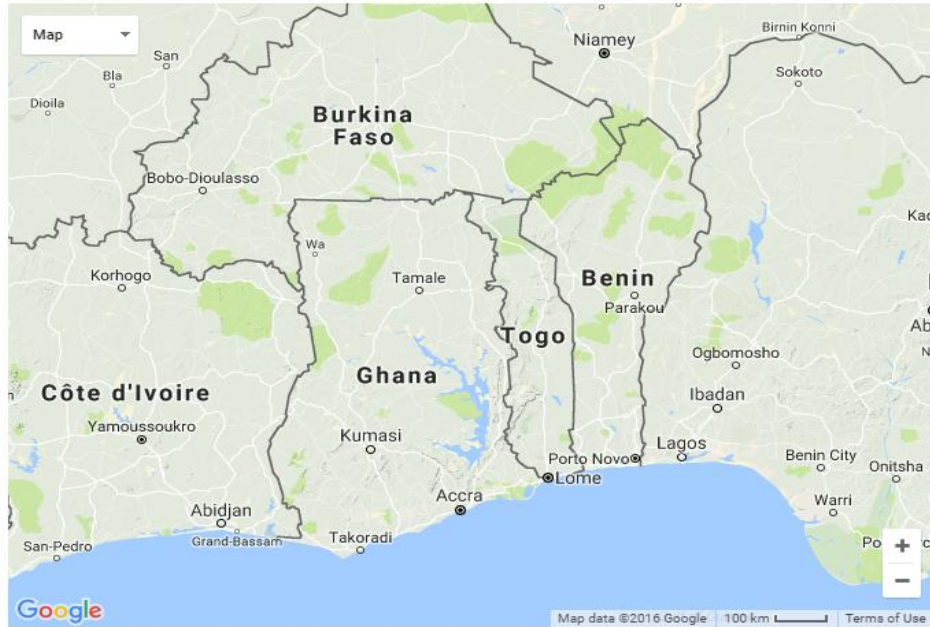 Map
Niamey
Birnin Konni
San
Bla
Sokoto
Dioila
Burkina
Faso
Bobo-Dioulasso
Wa
Korhogo
Tamale
Benin
Parakou
Togo
Ogbomosho
Ghana
Côte d'Ivoire
Ibadan
Yamoussoukro
Kumasi
Porto Novo
Lagos
Benin City
Lome
Onitsha
Accra
Abidjan
Warri
Grand-Bassam
Takoradi
San-Pedro
+
−
Google
Map data ©2016 Google
100 km
Terms of Use